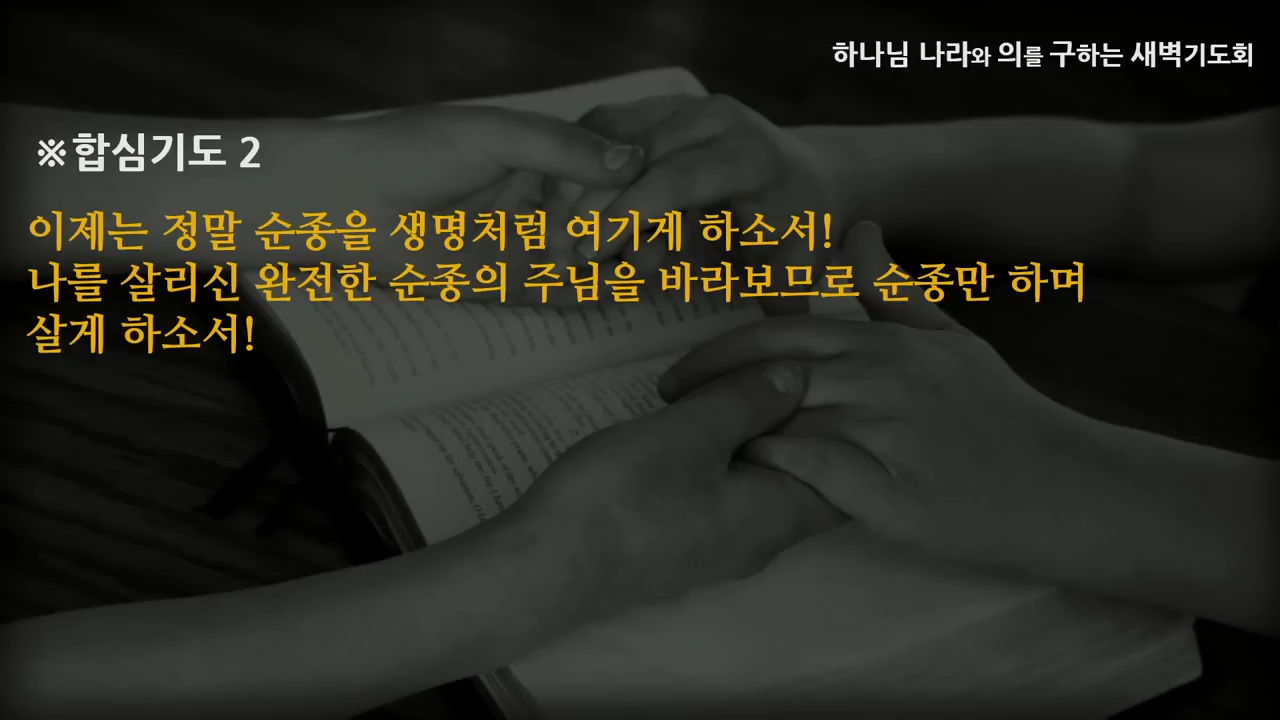 하나님 나라와 의를 구하는 새벽기도회
※합심기도 2
이제는 정말 순종을 생명처럼 여기게 하소서!
나를 살리신 완전한 순종의 주님을 바라보므로 순종만 하며
살게 하소서!